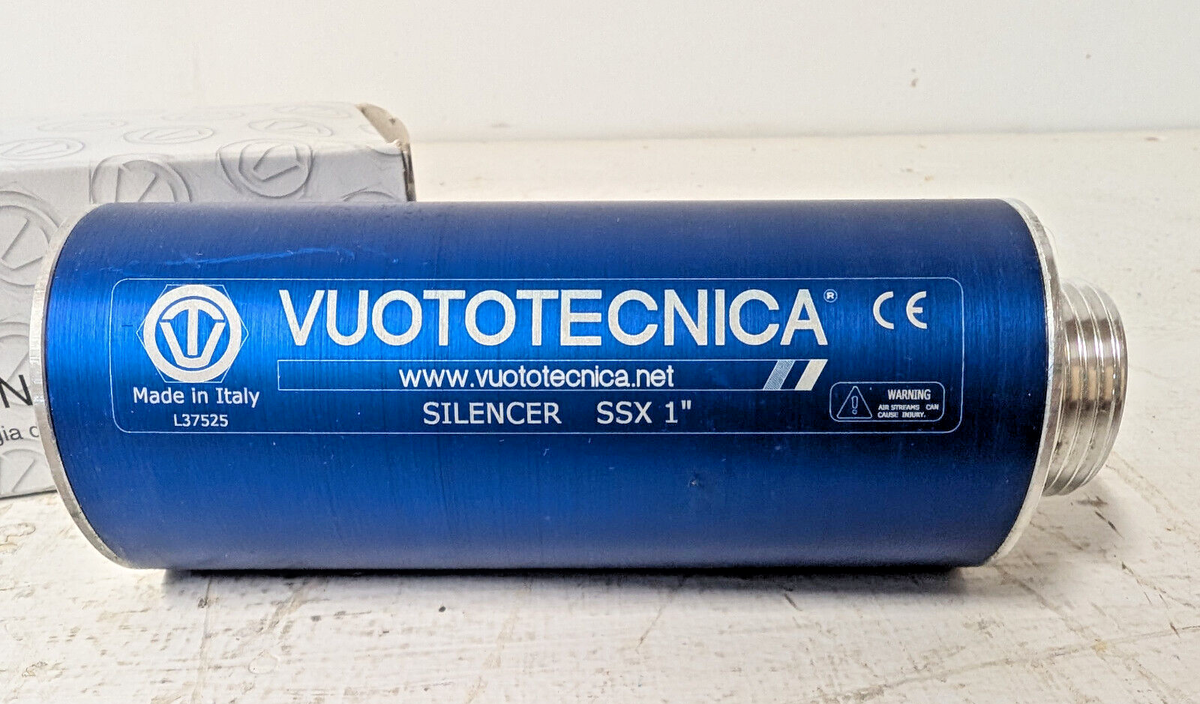 VUOTOTECNICA®
CE
www.vuototecnica.net
Made in Italy
L37525
SILENCER SSX 1"
WARNING
AIR STREAMS CAN
CAUSE INJURY.
N